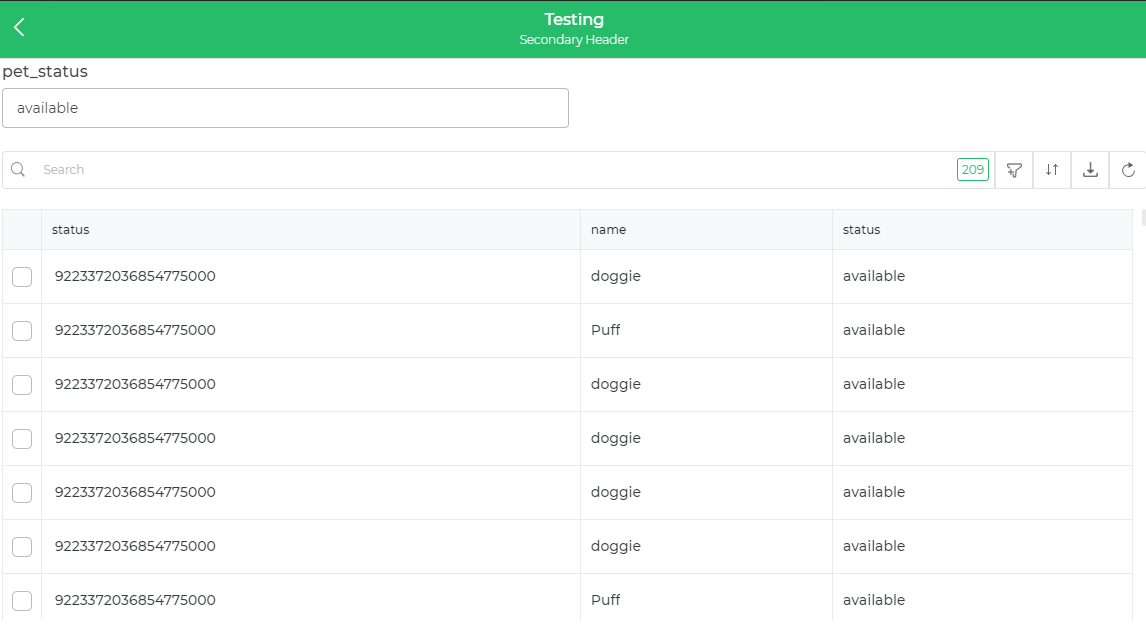 Testing
Secondary Header
pet_status
available
Search 209
status name status
9223372036854775000 doggie available
9223372036854775000 Puff available
9223372036854775000 doggie available
9223372036854775000 doggie available
9223372036854775000 doggie available
9223372036854775000 doggie available
9223372036854775000 Puff available